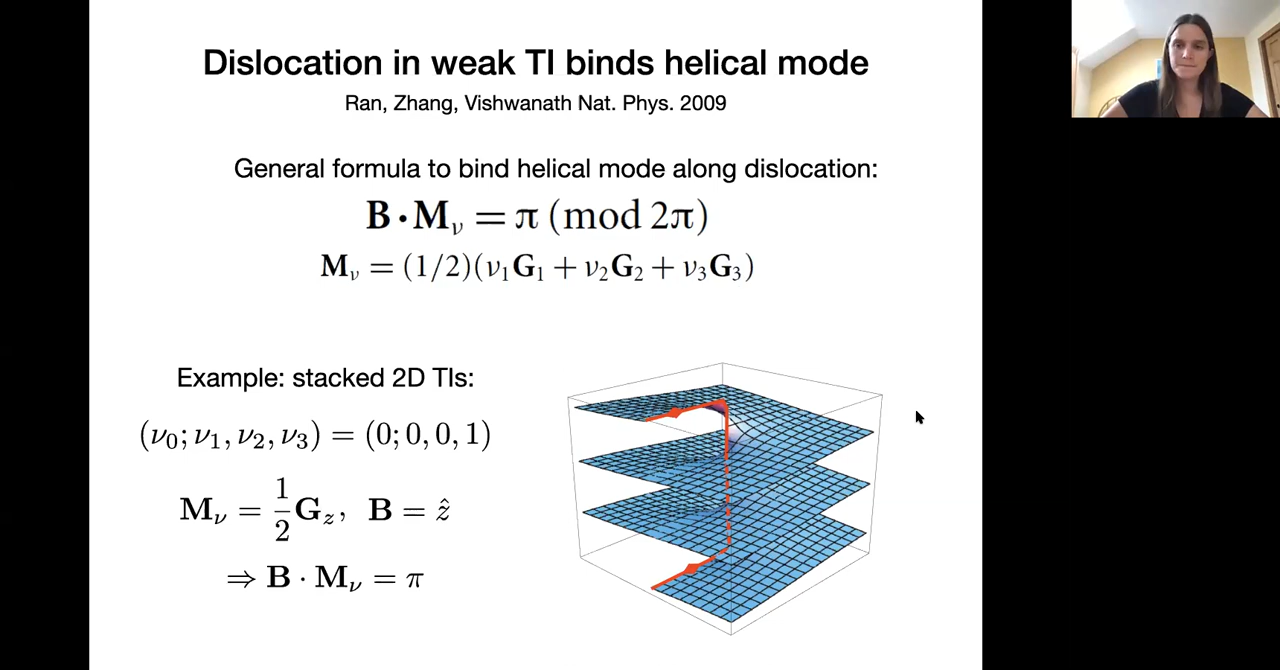 Dislocation in weak TI binds helical mode
Ran, Zhang, Vishwanath Nat. Phys. 2009
General formula to bind helical mode along dislocation:
B · M_ν = π (mod 2π)
M_ν = (1/2)(ν₁G₁ + ν₂G₂ + ν₃G₃)
Example: stacked 2D TIs:
(ν₀; ν₁, ν₂, ν₃) = (0; 0, 0, 1)
M_ν = 1/2 G_z, B = ẑ
⇒ B · M_ν = π